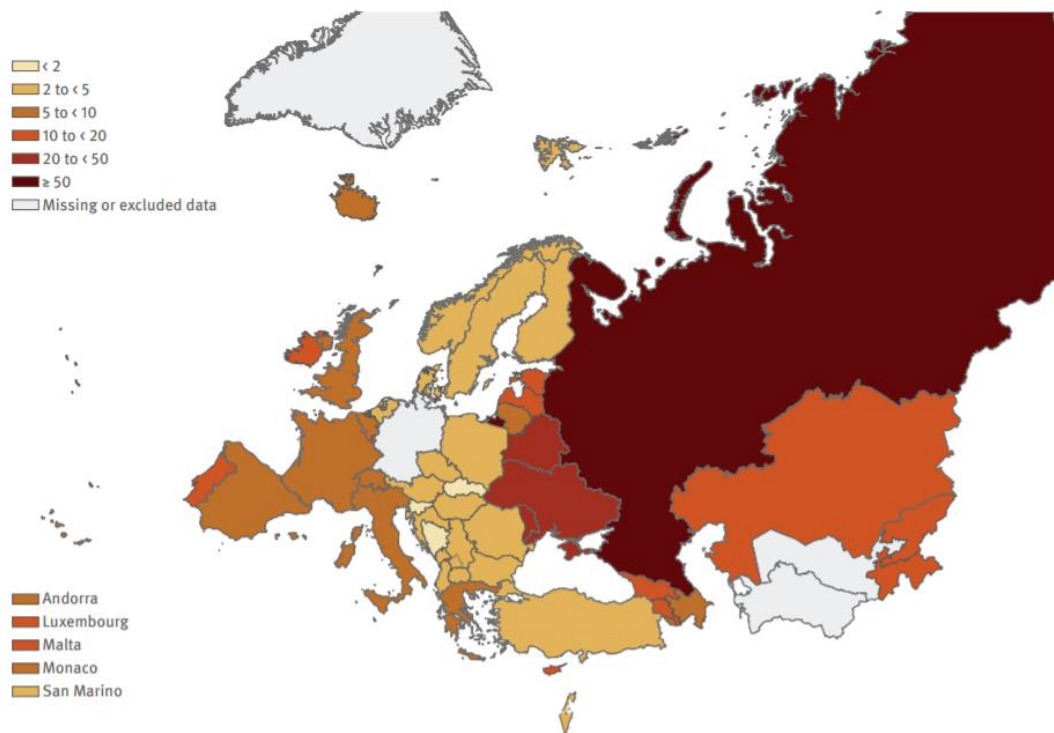 < 2
2 to < 5
5 to < 10
10 to < 20
20 to < 50
≥ 50
Missing or excluded data
Andorra
Luxembourg
Malta
Monaco
San Marino